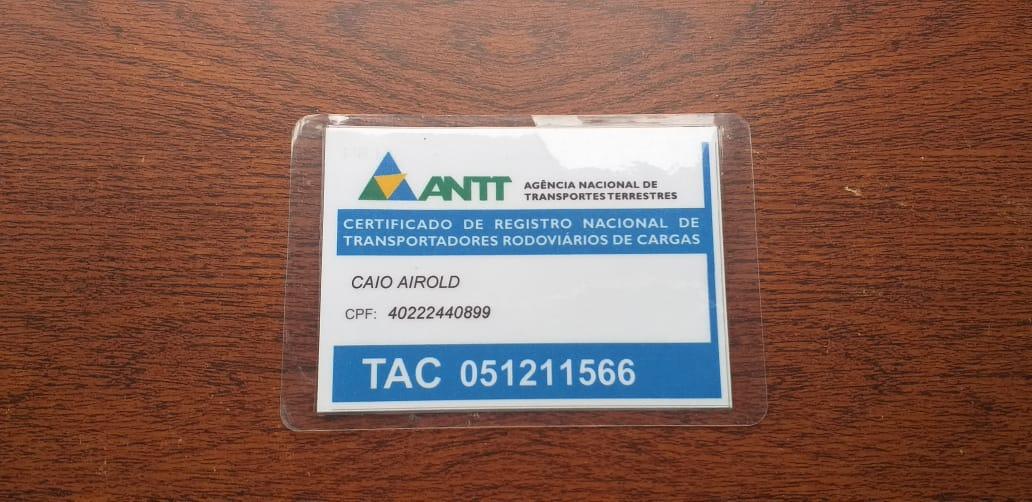 ANTT AGÊNCIA NACIONAL DE
TRANSPORTES TERRESTRES
CERTIFICADO DE REGISTRO NACIONAL DE
TRANSPORTADORES RODOVIÁRIOS DE CARGAS
CAIO AIROLD
CPF: 40222440899
TAC 051211566